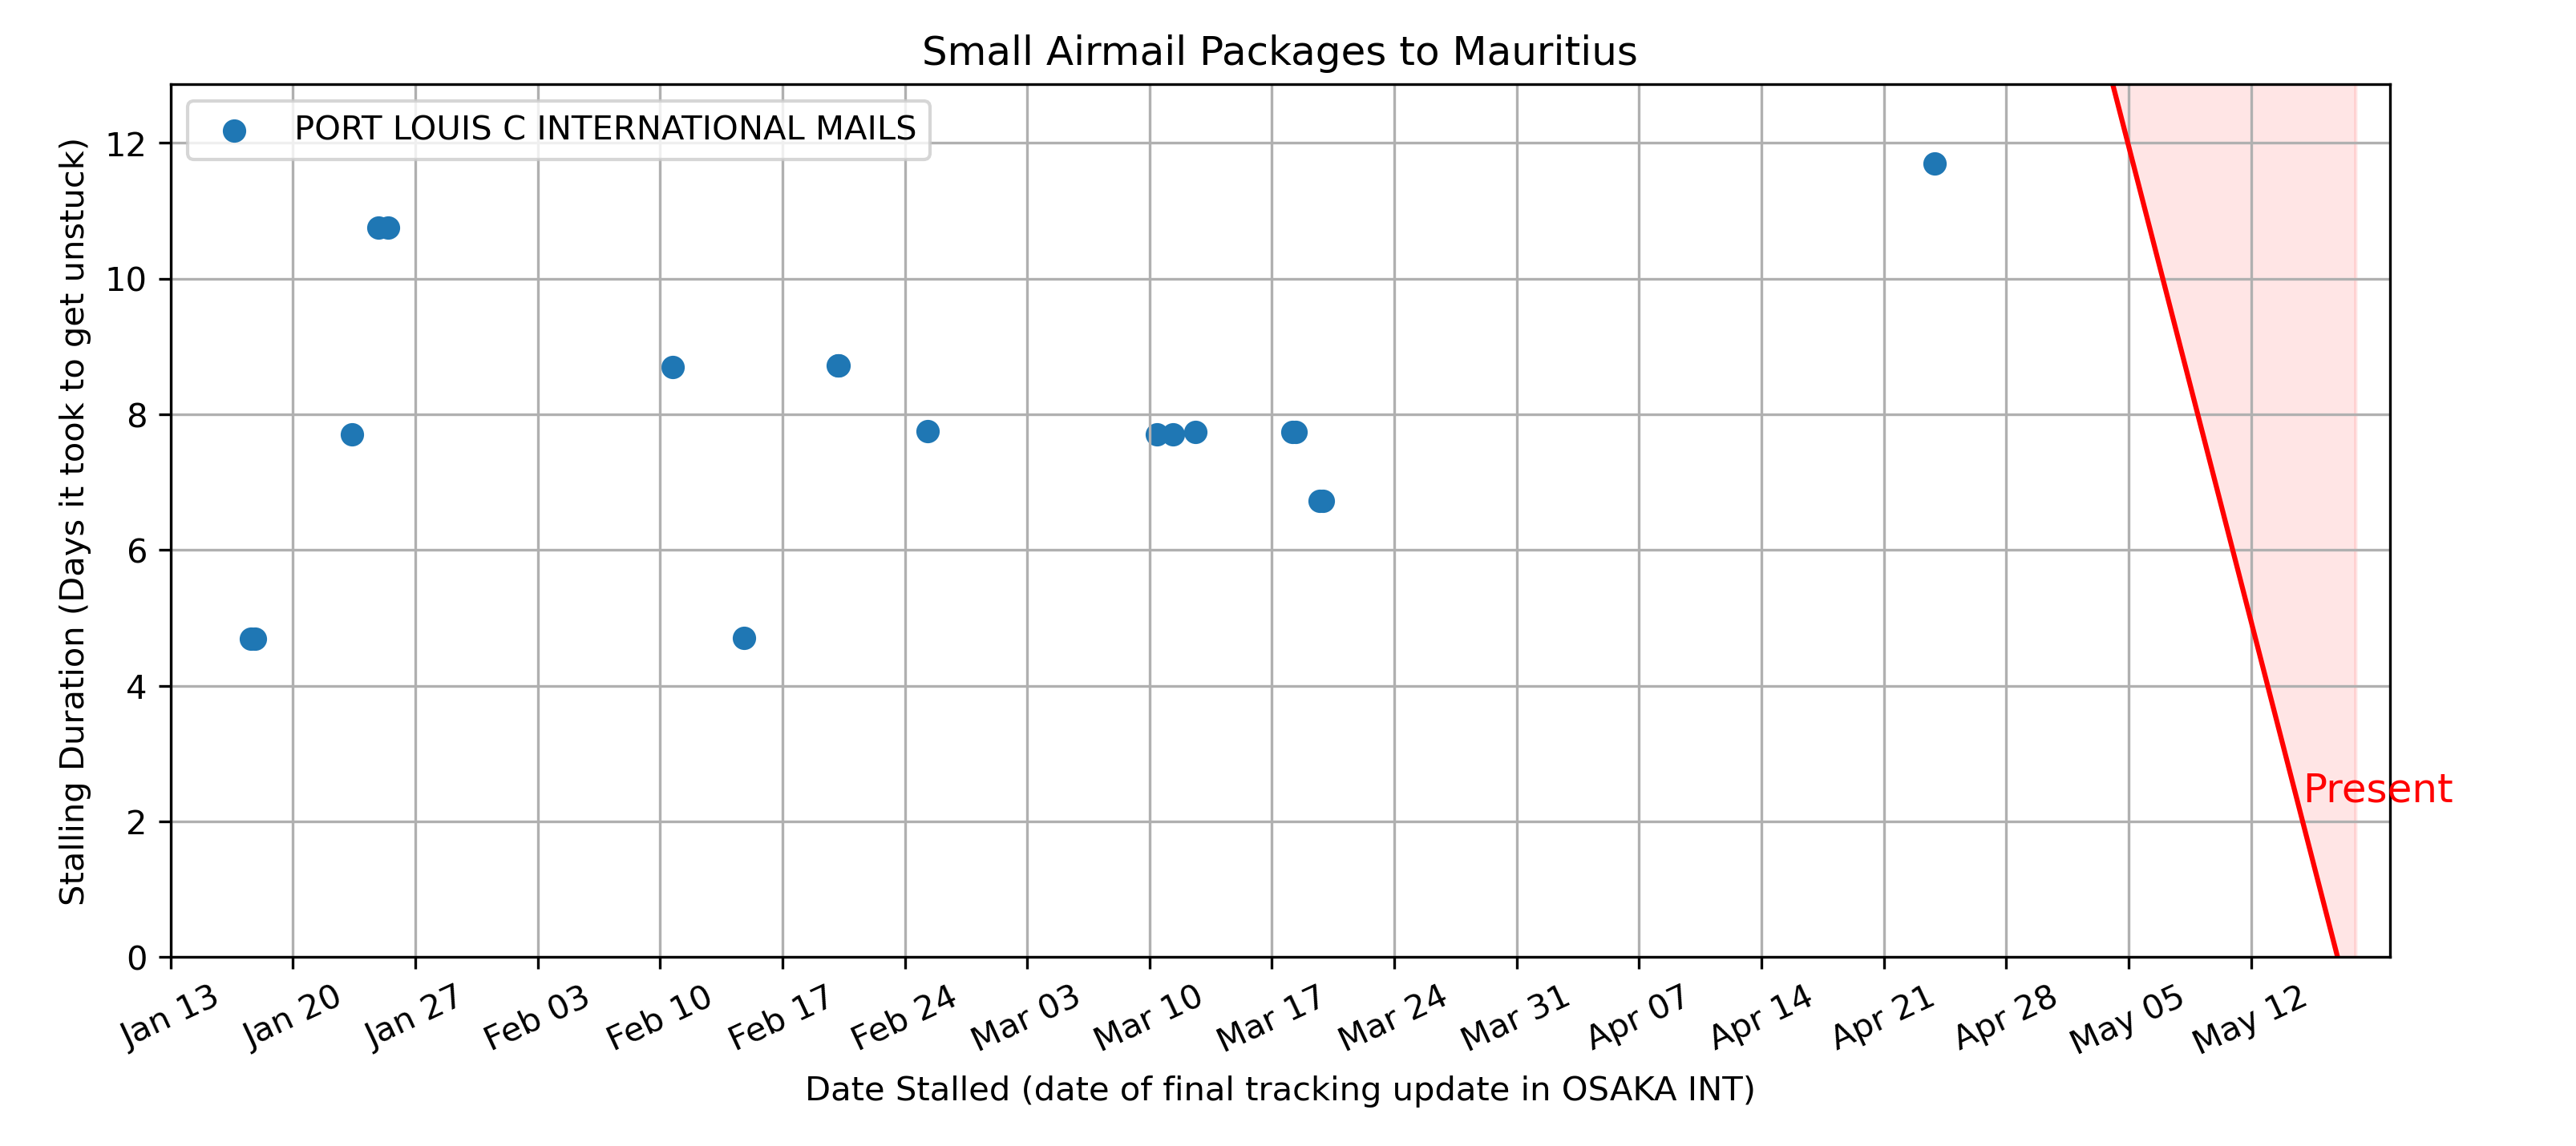 Small Airmail Packages to Mauritius
PORT LOUIS C INTERNATIONAL MAILS
Stalling Duration (Days it took to get unstuck)
12
10
8
6
4
2
0
Present
Jan 13
Jan 20
Jan 27
Feb 03
Feb 10
Feb 17
Feb 24
Mar 03
Mar 10
Mar 17
Mar 24
Mar 31
Apr 07
Apr 14
Apr 21
Apr 28
May 05
May 12
Date Stalled (date of final tracking update in OSAKA INT)